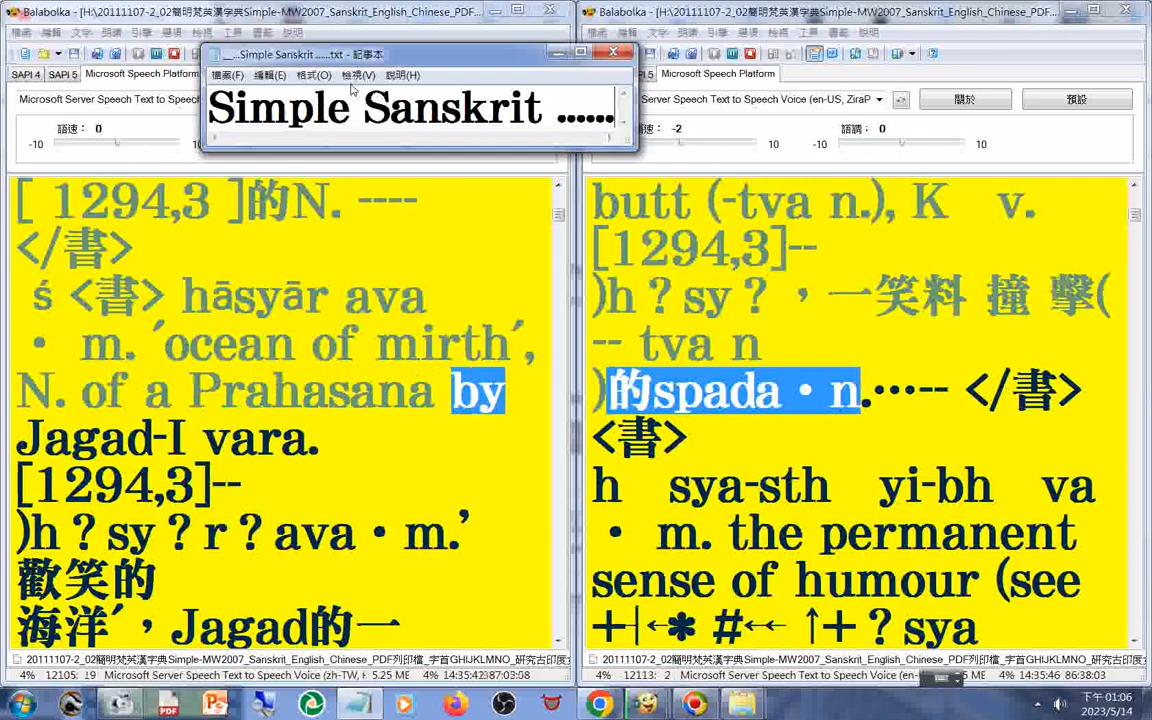 Balabolka - [H:\20111107-2_02簡明梵英漢字典Simple-MW2007_Sanskrit_English_Chinese_PDF...
Balabolka - [H:\20111107-2_02簡明梵英漢字典Simple-MW2007_Sanskrit_English_Chinese_PDF...
__...Simple Sanskrit ......txt - 記事本
檔案(F) 編輯(E) 格式(O) 檢視(V) 說明(H)
Simple Sanskrit ......
SAPI 4 SAPI 5 Microsoft Speech Platform
Microsoft Server Speech Text to Speech
語速： 0
-10 10
[ 1294,3 ]的N. ----
</書>
ś <書> hāsyār ava
· m. ′ocean of mirth′,
N. of a Prahasana by
Jagad-I vara.
[1294,3]--
)h？sy？r？ava·m.’
歡笑的
海洋′，Jagad的一
20111107-2_02簡明梵英漢字典Simple-MW2007_Sanskrit_English_Chinese_PDF列印檔_字首GHIJKLMNO_研究古印度
4% 12105: 19 Microsoft Server Speech Text to Speech Voice (zh-TW, H 5.25 MB
5 Microsoft Speech Platform
Server Speech Text to Speech Voice (en-US, ZiraP 關於 預設
速： -2 語調： 0
10 -10 10
butt (-tva n.), K v.
[1294,3]--
)h？sy？，一笑料 撞 擊(
-- tva n
)的spada·n.…-- </書>
<書>
h sya-sth yi-bh va
· m. the permanent
sense of humour (see
+┤←* #←← ↑+？sya
20111107-2_02簡明梵英漢字典Simple-MW2007_Sanskrit_English_Chinese_PDF列印檔_字首GHIJKLMNO_研究古印度
4% 12113: 2 Microsoft Server Speech Text to Speech Voice (en-US 5.25 MB 14:35:46 86:38:03
下午 01:06
2023/5/14